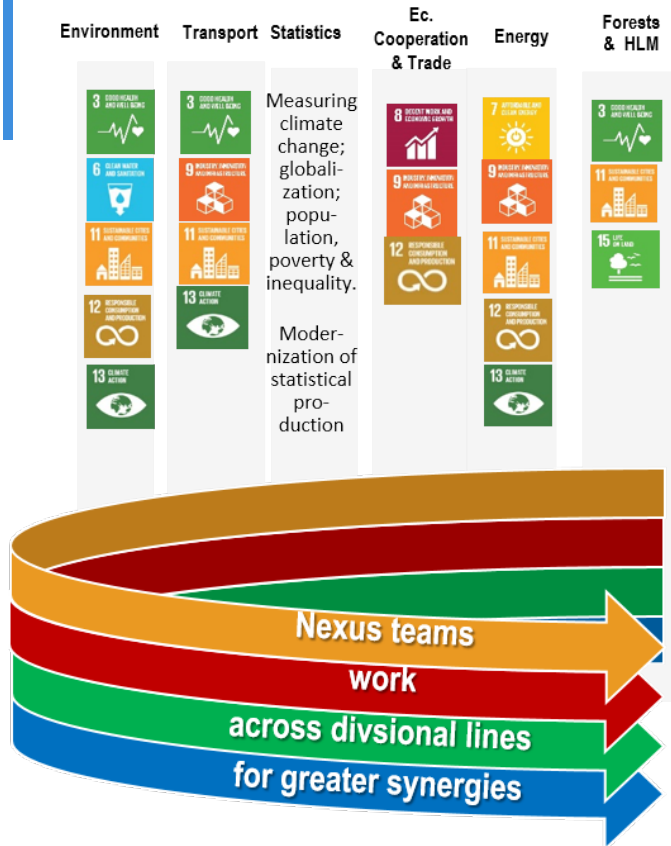 Environment
Transport
Statistics
Ec.
Cooperation
& Trade
Energy
Forests
& HLM
3 GOOD HEALTH
AND WELL BEING
6 CLEAN WATER
AND SANITATION
11 SUSTAINABLE CITIES
AND COMMUNITIES
12 RESPONSIBLE
CONSUMPTION
AND PRODUCTION
13 CLIMATE
ACTION
3 GOOD HEALTH
AND WELL BEING
9 INDUSTRY, INNOVATION
AND INFRASTRUCTURE
11 SUSTAINABLE CITIES
AND COMMUNITIES
13 CLIMATE
ACTION
Measuring
climate
change;
globali-
zation;
popu-
lation,
poverty &
inequality.
Moder-
nization of
statistical
pro-
duction
8 DECENT WORK AND
ECONOMIC GROWTH
9 INDUSTRY, INNOVATION
AND INFRASTRUCTURE
12 RESPONSIBLE
CONSUMPTION
AND PRODUCTION
7 AFFORDABLE AND
CLEAN ENERGY
9 INDUSTRY, INNOVATION
AND INFRASTRUCTURE
11 SUSTAINABLE CITIES
AND COMMUNITIES
12 RESPONSIBLE
CONSUMPTION
AND PRODUCTION
13 CLIMATE
ACTION
3 GOOD HEALTH
AND WELL BEING
11 SUSTAINABLE CITIES
AND COMMUNITIES
15 LIFE
ON LAND
Nexus teams
work
across divsional lines
for greater synergies